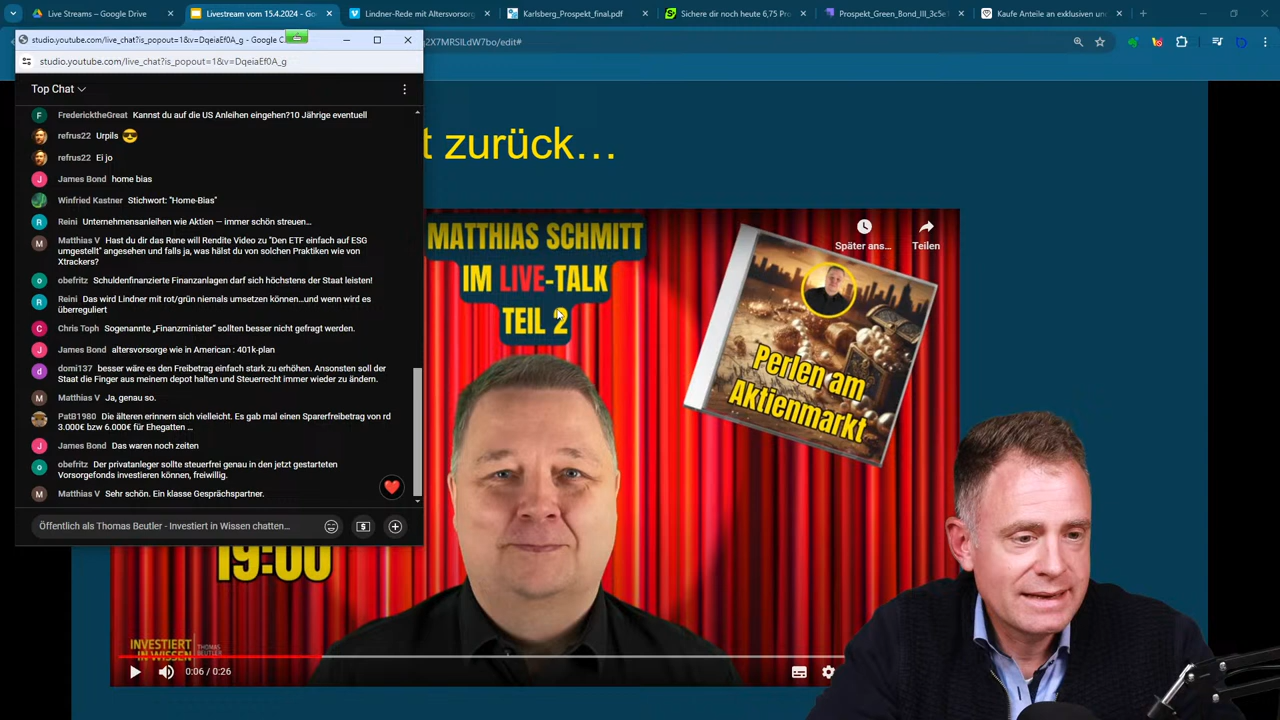 Live Streams – Google Drive
Livestream vom 15.4.2024 - Go
Lindner-Rede mit Altersvorsorg
Karlsberg_Prospekt_final.pdf
Sichere dir noch heute 6,75 Pro
Prospekt_Green_Bond_III_3c5e1
Kaufe Anteile an exklusiven un
studio.youtube.com/live_chat?is_popout=1&v=DqeiaEf0A_g - Google C
q2X7MRSILdW7bo/edit#
studio.youtube.com/live_chat?is_popout=1&v=DqeiaEf0A_g
Top Chat
FredericktheGreat Kannst du auf die US Anleihen eingehen?10 Jährige eventuell
refrus22 Urpils 😎
refrus22 Ei jo
James Bond home bias
Winfried Kastner Stichwort: "Home-Bias"
Reini Unternehmensanleihen wie Aktien — immer schön streuen...
Matthias V Hast du dir das Rene will Rendite Video zu "Den ETF einfach auf ESG
umgestellt" angesehen und falls ja, was hälst du von solchen Praktiken wie von
Xtrackers?
obefritz Schuldenfinanzierte Finanzanlagen darf sich höchstens der Staat leisten!
Reini Das wird Lindner mit rot/grün niemals umsetzen können...und wenn wird es
überreguliert
Chris Toph Sogenannte „Finanzminister" sollten besser nicht gefragt werden.
James Bond altersvorsorge wie in American : 401k-plan
domi137 besser wäre es den Freibetrag einfach stark zu erhöhen. Ansonsten soll der
Staat die Finger aus meinem depot halten und Steuerrecht immer wieder zu ändern.
Matthias V Ja, genau so.
PatB1980 Die älteren erinnern sich vielleicht. Es gab mal einen Sparerfreibetrag von rd
3.000€ bzw 6.000€ für Ehegatten ...
James Bond Das waren noch zeiten
obefritz Der privatanleger sollte steuerfrei genau in den jetzt gestarteten
Vorsorgefonds investieren können, freiwillig.
Matthias V Sehr schön. Ein klasse Gesprächspartner.
Öffentlich als Thomas Beutler - Investiert in Wissen chatten...
t zurück…
MATTHIAS SCHMITT
IM LIVE-TALK
TEIL 2
Später ans...
Teilen
Perlen am
Aktienmarkt
19:00
INVESTIERT
IN WISSEN
THOMAS
BEUTLER
0:06 / 0:26